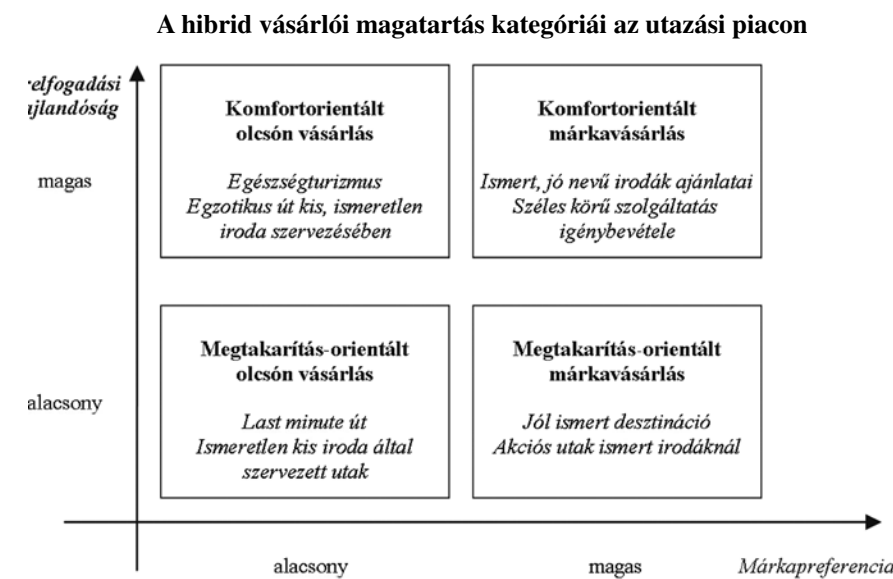 A hibrid vásárlói magatartás kategóriái az utazási piacon
relfogadási
ajlandóság
magas
Komfortorientált
olcsón vásárlás
Egészségturizmus
Egzotikus út kis, ismeretlen
iroda szervezésében
Komfortorientált
márkavásárlás
Ismert, jó nevű irodák ajánlatai
Széles körű szolgáltatás
igénybevétele
alacsony
Megtakarítás-orientált
olcsón vásárlás
Last minute út
Ismeretlen kis iroda által
szervezett utak
Megtakarítás-orientált
márkavásárlás
Jól ismert desztináció
Akciós utak ismert irodáknál
alacsony
magas
Márkapreferencia